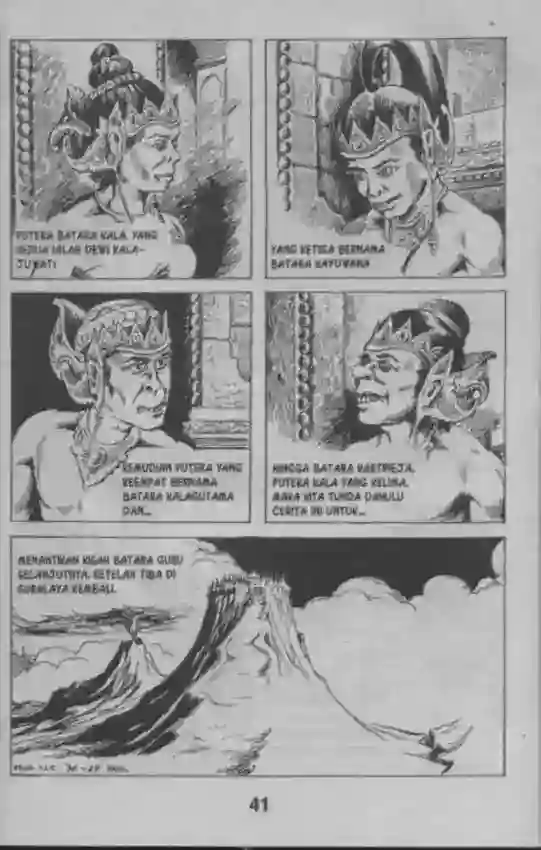 PUTERA BATARA KALA YANG
KEDUA IALAH DEWI KALA-
JUWATI
YANG KETIGA BERNAMA
BATARA KAYUWANA
KEMUDIAN PUTERA YANG
KEEMPAT BERNAMA
BATARA KALAGUTAMA
DAN...
HINGGA BATARA KARTINEJA,
PUTERA KALA YANG KELIMA.
MAKA KITA TUNDA DAHULU
CERITA INI UNTUK...
MENANTIKAN KISAH BATARA GURU
SELANJUTNYA. SETELAH TIBA DI
SURALAYA KEMBALI.
41